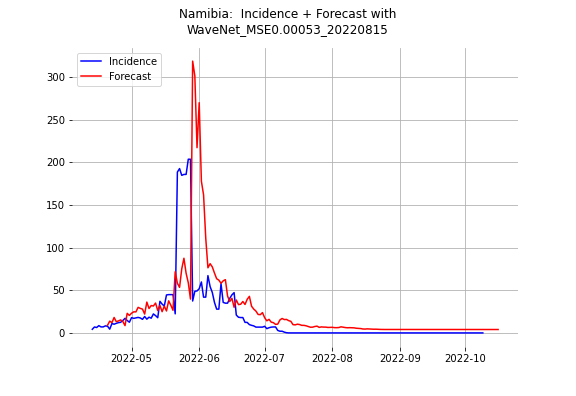 Namibia:  Incidence + Forecast with
WaveNet_MSE0.00053_20220815
Incidence
Forecast
300
250
200
150
100
50
0
2022-05 2022-06 2022-07 2022-08 2022-09 2022-10